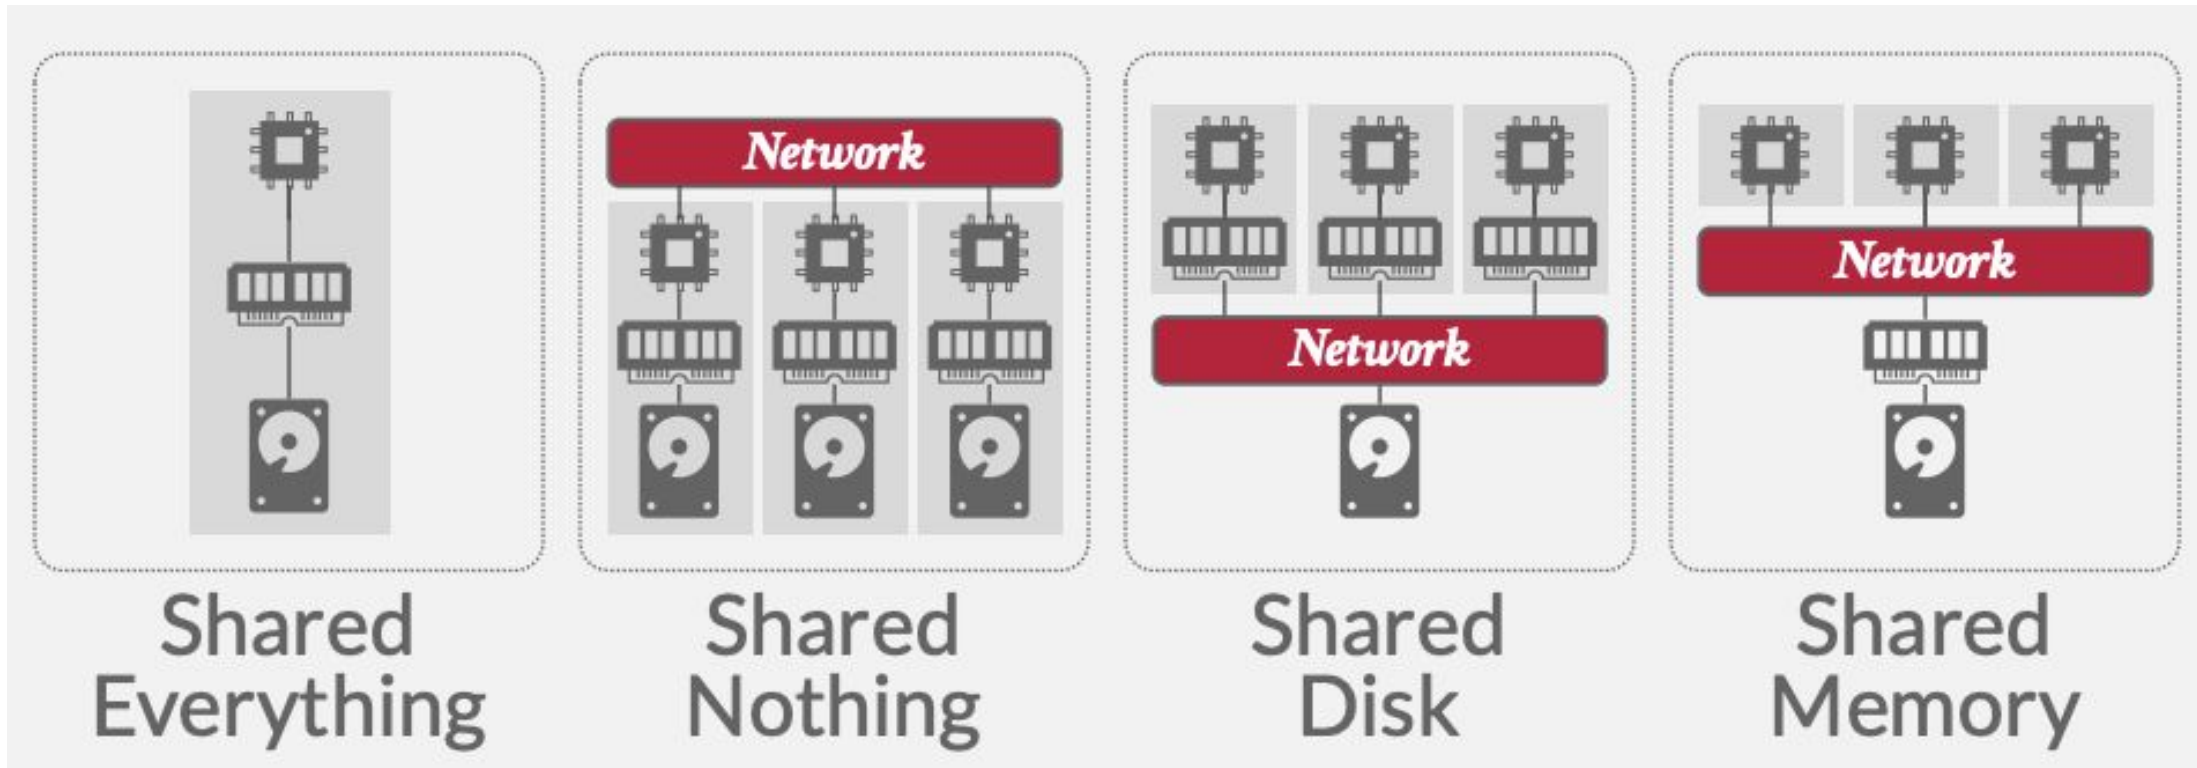 Network
Network
Network
Shared
Everything
Shared
Nothing
Shared
Disk
Shared
Memory